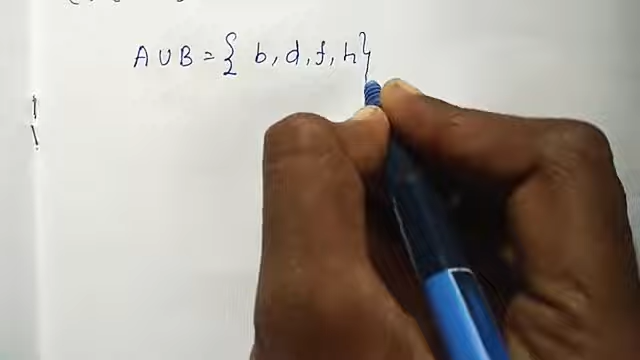 A ∪ B = { b, d, f, h }